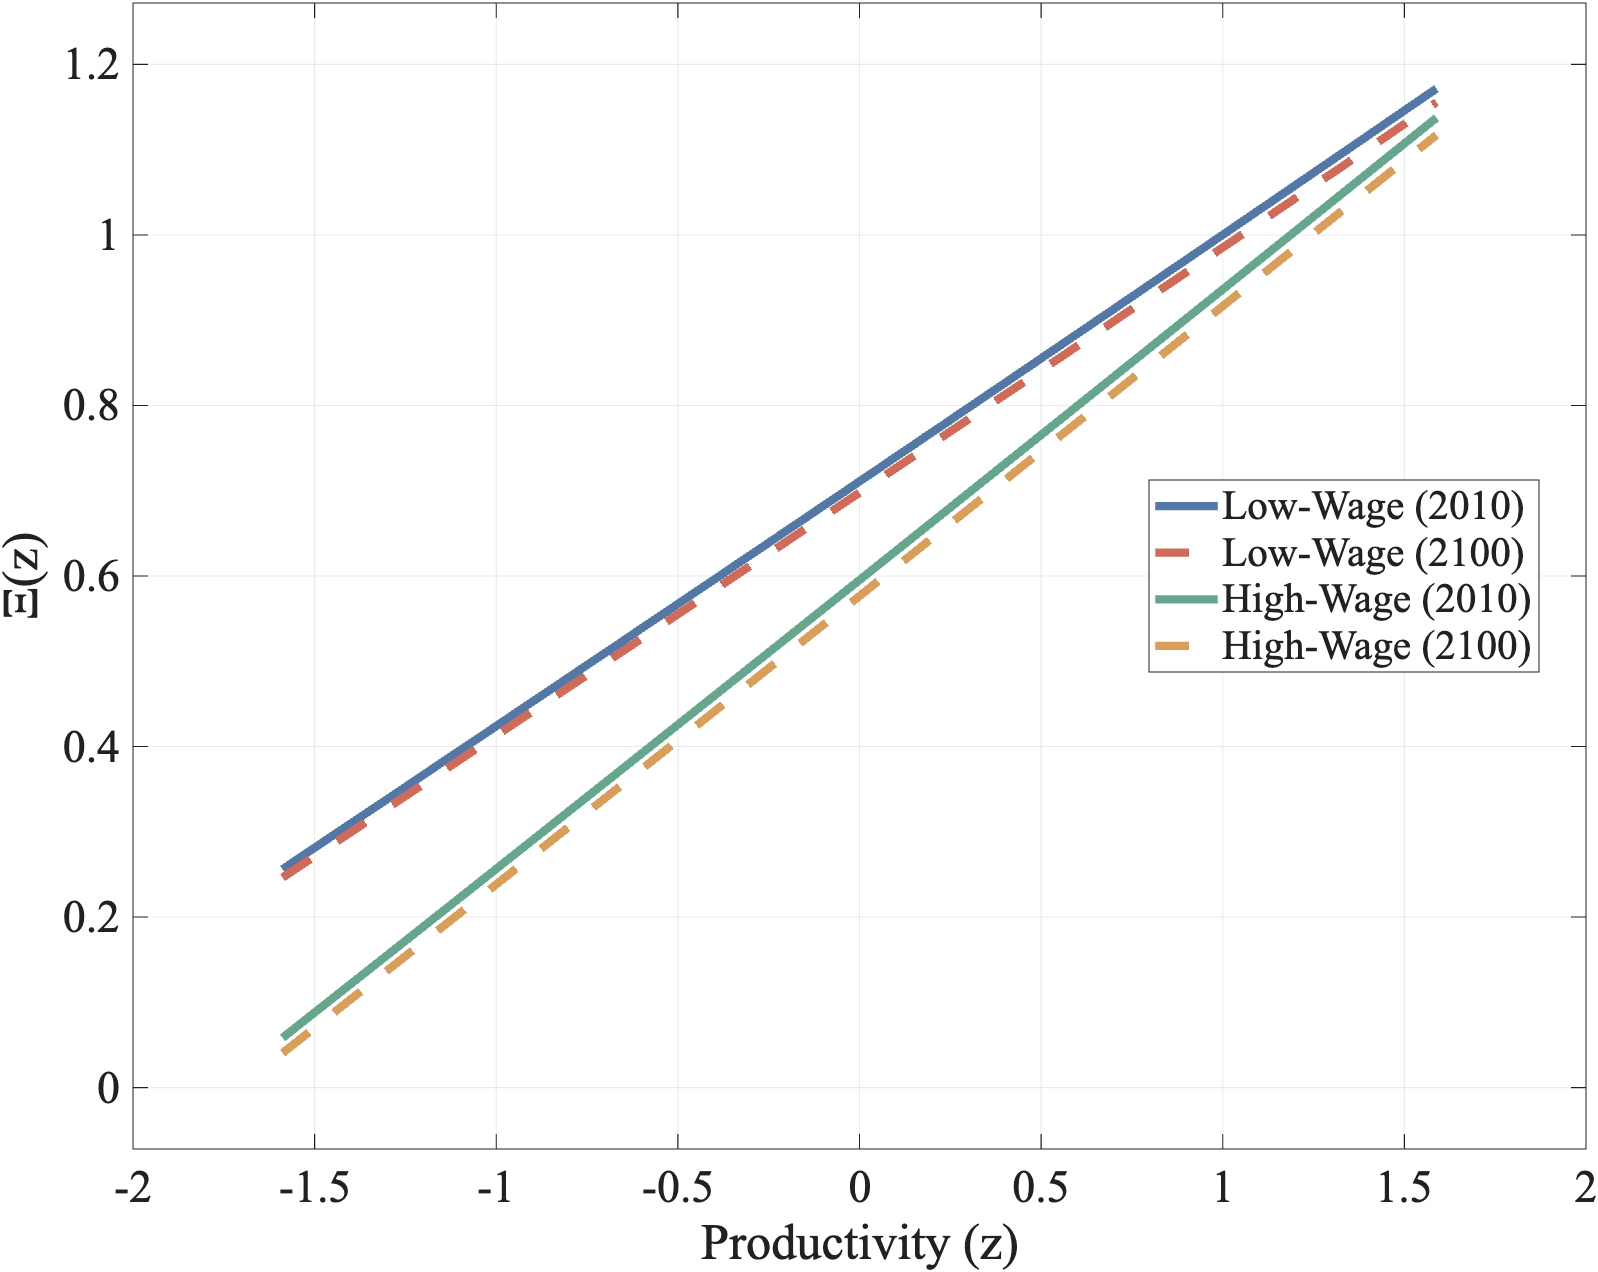 1.2
1
0.8
0.6
0.4
0.2
0
Ξ(z)
Low-Wage (2010)
Low-Wage (2100)
High-Wage (2010)
High-Wage (2100)
-2 -1.5 -1 -0.5 0 0.5 1 1.5 2
Productivity (z)